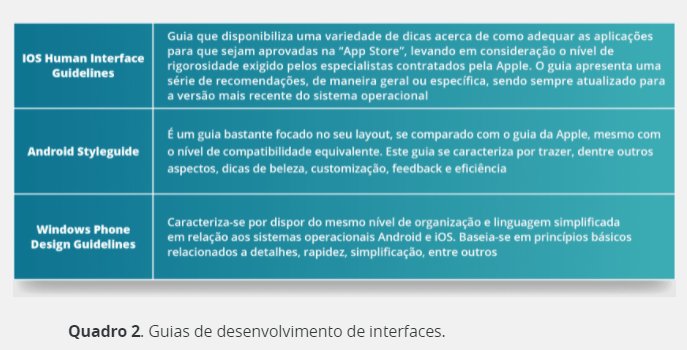 IOS Human Interface
Guidelines
Guia que disponibiliza uma variedade de dicas acerca de como adequar as aplicações
para que sejam aprovadas na “App Store”, levando em consideração o nível de
rigorosidade exigido pelos especialistas contratados pela Apple. O guia apresenta uma
série de recomendações, de maneira geral ou específica, sendo sempre atualizado para
a versão mais recente do sistema operacional
Android Styleguide
É um guia bastante focado no seu layout, se comparado com o guia da Apple, mesmo com
o nível de compatibilidade equivalente. Este guia se caracteriza por trazer, dentre outros
aspectos, dicas de beleza, customização, feedback e eficiência
Windows Phone
Design Guidelines
Caracteriza-se por dispor do mesmo nível de organização e linguagem simplificada
em relação aos sistemas operacionais Android e iOS. Baseia-se em princípios básicos
relacionados a detalhes, rapidez, simplificação, entre outros
Quadro 2. Guias de desenvolvimento de interfaces.